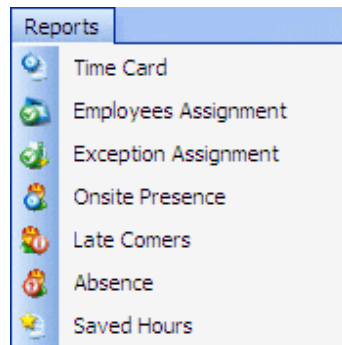 Reports
Time Card
Employees Assignment
Exception Assignment
Onsite Presence
Late Comers
Absence
Saved Hours